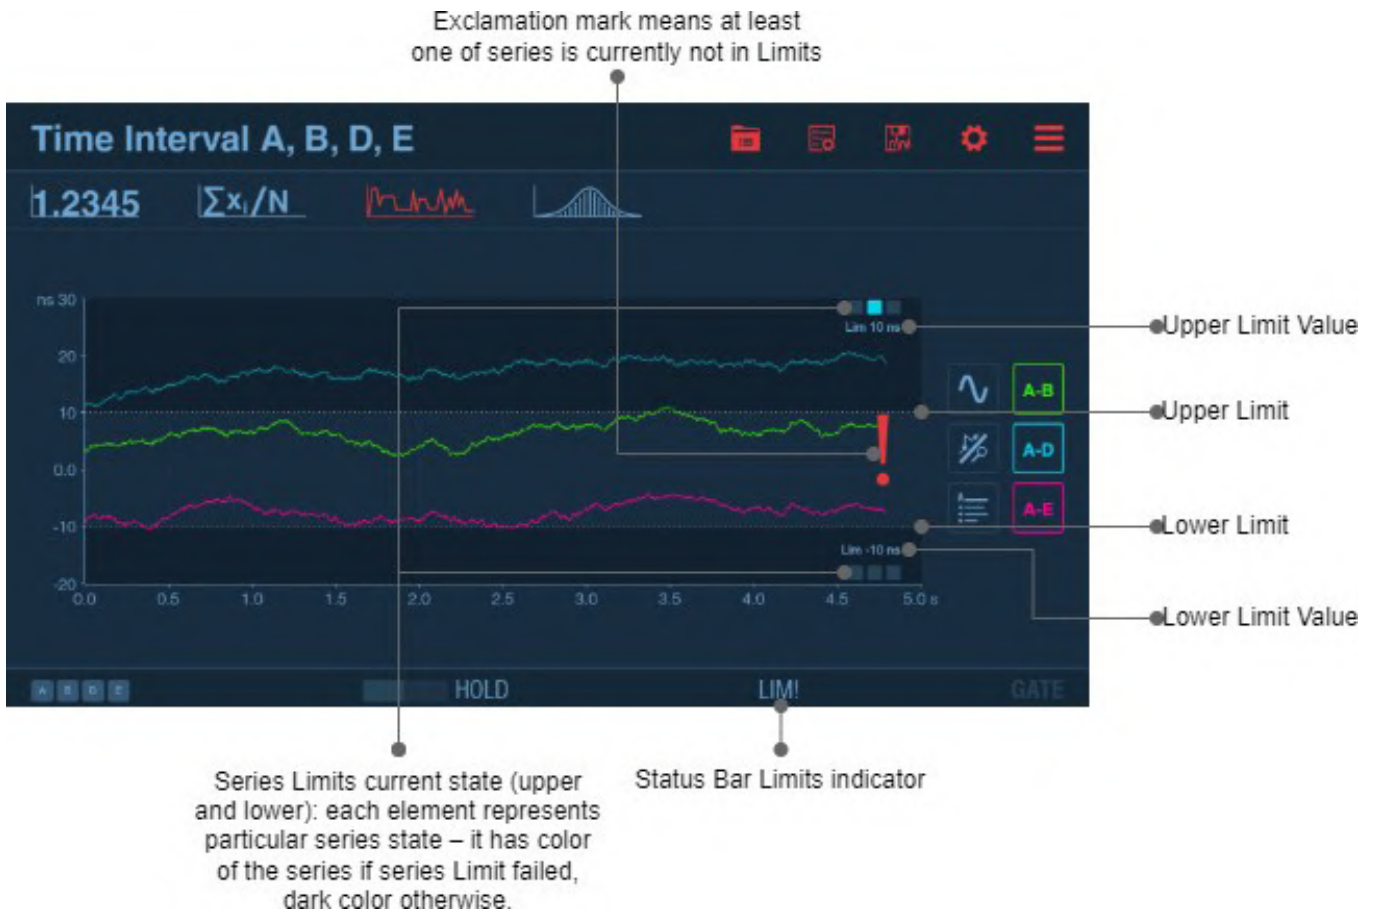 Exclamation mark means at least
one of series is currently not in Limits
Time Interval A, B, D, E
1.2345
∑xᵢ/N
ns 30
20
10
0.0
-10
-20
0.0 0.5 1.0 1.5 2.0 2.5 3.0 3.5 4.0 4.5 5.0 s
Lim 10 ns
Lim -10 ns
A-B
A-D
A-E
Upper Limit Value
Upper Limit
Lower Limit
Lower Limit Value
A B D E
HOLD
LIM!
GATE
Series Limits current state (upper
and lower): each element represents
particular series state – it has color
of the series if series Limit failed,
dark color otherwise.
Status Bar Limits indicator